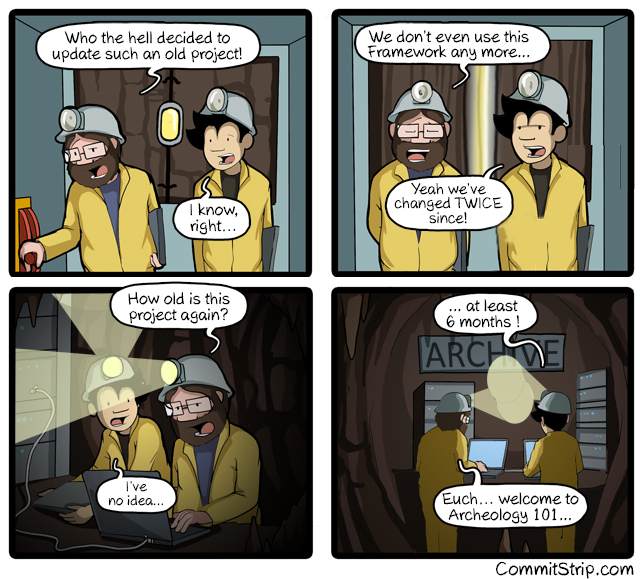 Who the hell decided to
update such an old project!
I know,
right...
We don't even use this
Framework any more...
Yeah we've
changed TWICE
since!
How old is this
project again?
I've
no idea...
... at least
6 months !
ARCHIVE
Euch... welcome to
Archeology 101...
CommitStrip.com